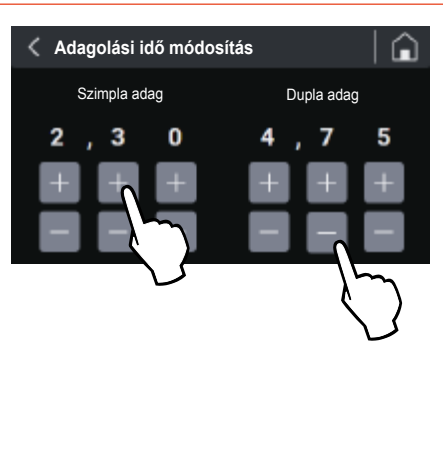 Adagolási idő módosítás
Szimpla adag Dupla adag
2 , 3 0 4 , 7 5
+ + + + + +
− − − − −